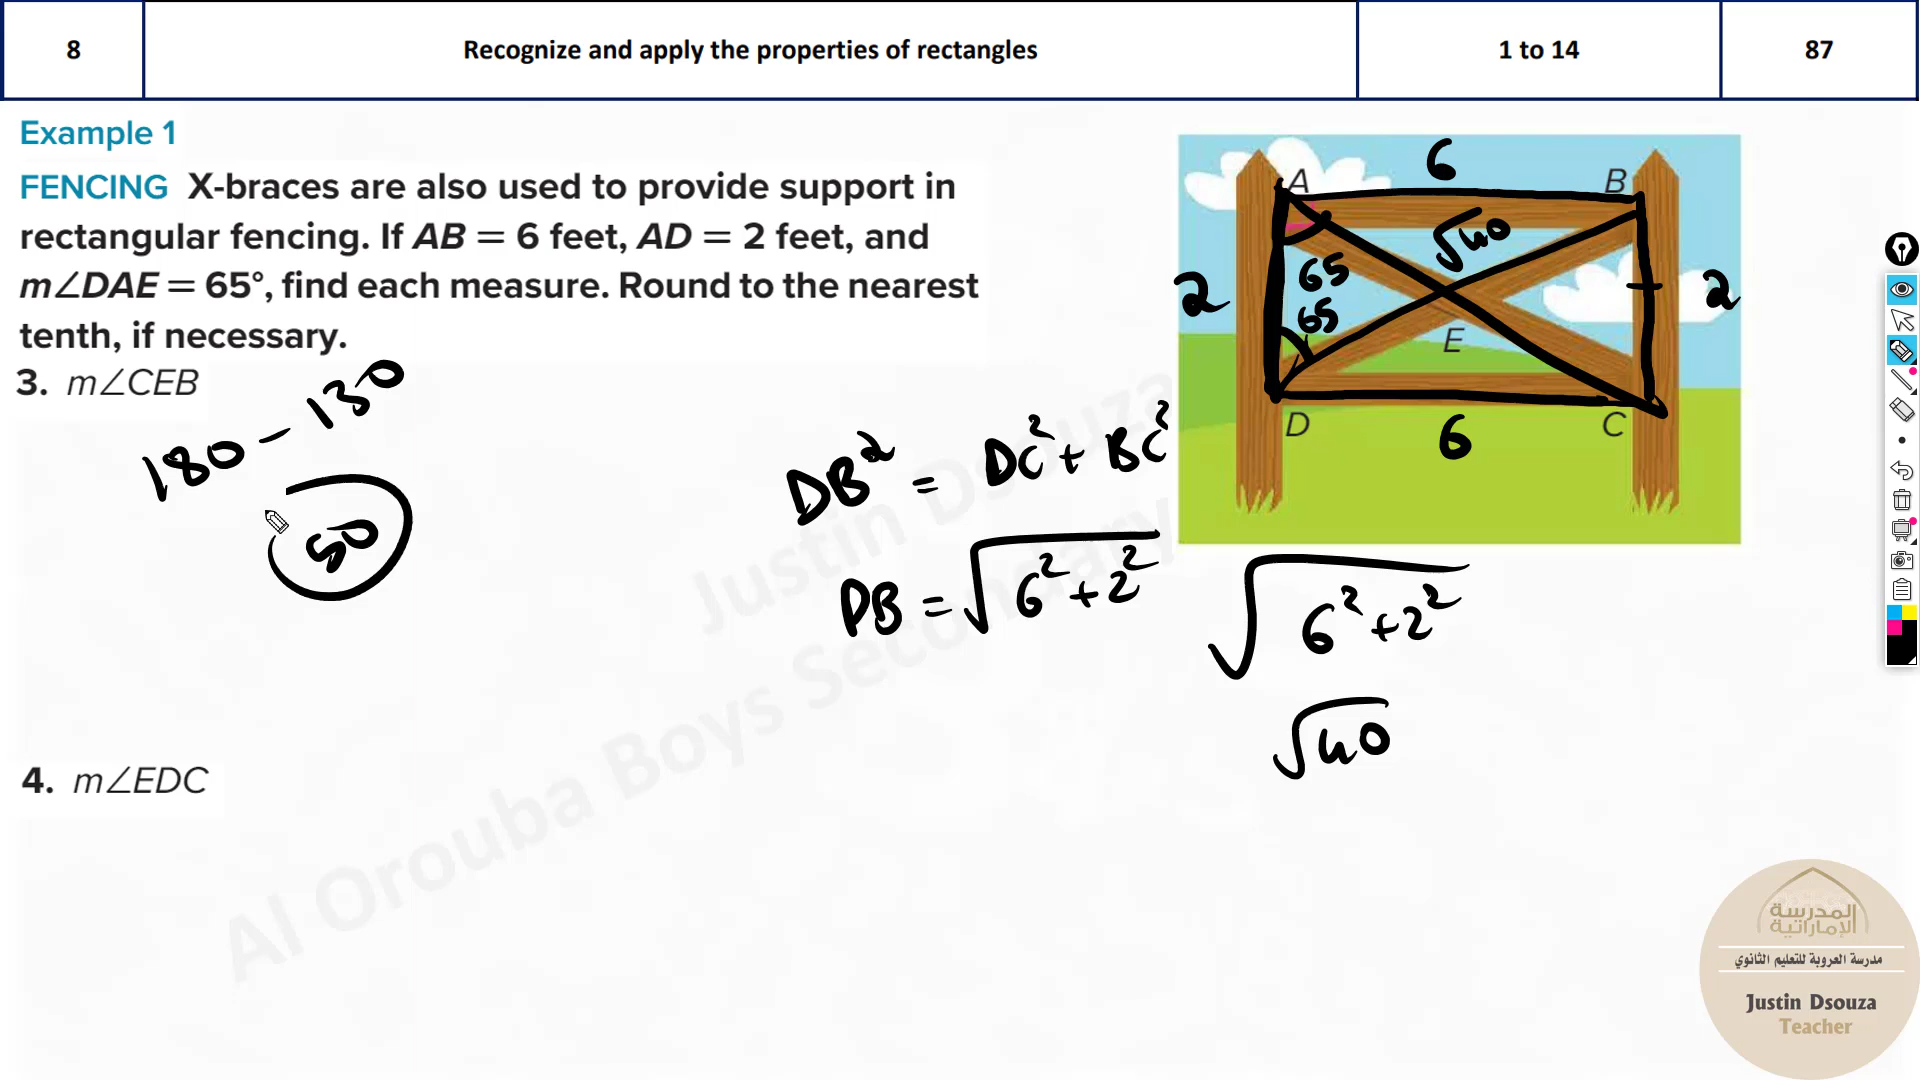 8 Recognize and apply the properties of rectangles 1 to 14 87
Example 1
FENCING X-braces are also used to provide support in
rectangular fencing. If AB = 6 feet, AD = 2 feet, and
m∠DAE = 65°, find each measure. Round to the nearest
tenth, if necessary.
3. m∠CEB
180 - 130
50
DB² = DC² + BC²
DB = √6² + 2²
√6² + 2²
√40
A 6 B
√40
65
2 65 2
E
D 6 C
4. m∠EDC
Justin Dsouza
Al Orouba Boys Secondary
المدرسة
الإماراتية
مدرسة العروبة للتعليم الثانوي
Justin Dsouza
Teacher